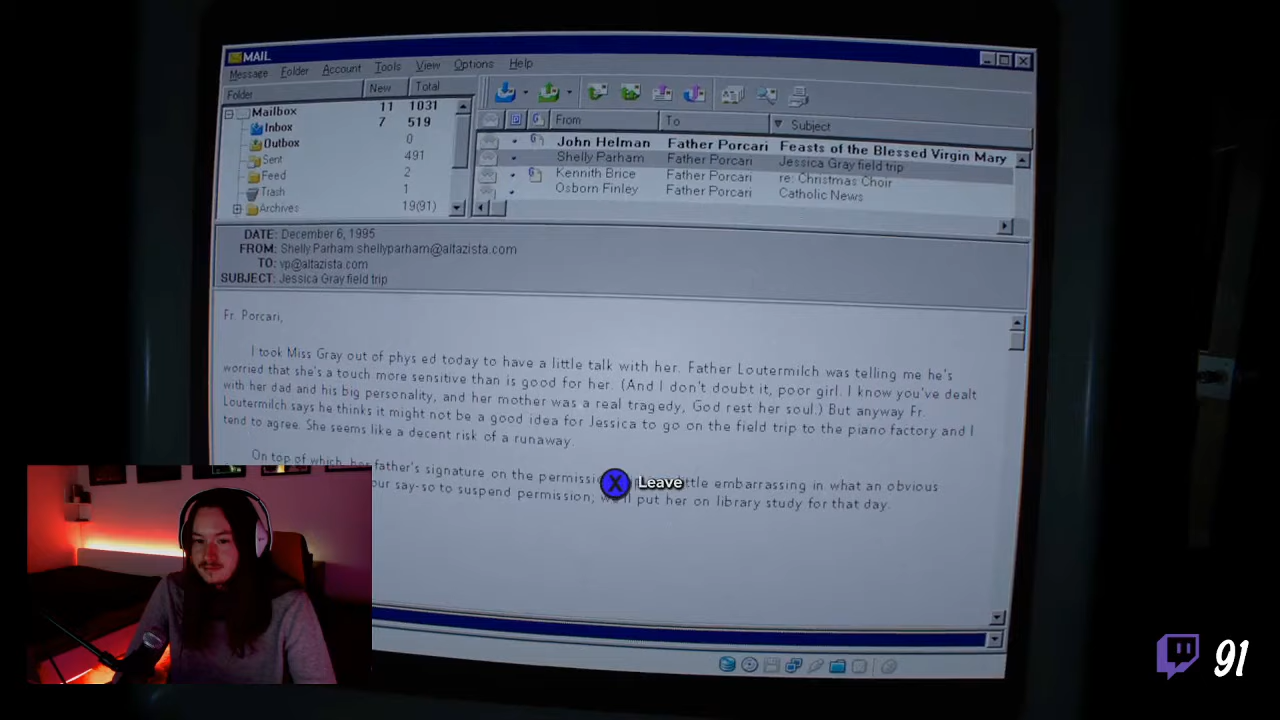 MAIL
Message Folder Account Tools View Options Help
Folder New Total
Mailbox 11 1031
Inbox 7 519
Outbox 0
Sent 491
Feed 2
Trash 1
Archives 19(91)
From To Subject
John Helman Father Porcari Feasts of the Blessed Virgin Mary
Shelly Parham Father Porcari Jessica Gray field trip
Kennith Brice Father Porcari re: Christmas Choir
Osborn Finley Father Porcari Catholic News
DATE: December 6, 1995
FROM: Shelly Parham shellyparham@altazista.com
TO: vp@altazista.com
SUBJECT: Jessica Gray field trip
Fr. Porcari,
I took Miss Gray out of phys ed today to have a little talk with her. Father Loutermilch was telling me he's
worried that she's a touch more sensitive than is good for her. (And I don't doubt it, poor girl. I know you've dealt
with her dad and his big personality, and her mother was a real tragedy, God rest her soul.) But anyway Fr.
Loutermilch says he thinks it might not be a good idea for Jessica to go on the field trip to the piano factory and I
tend to agree. She seems like a decent risk of a runaway.
On top of which, her father's signature on the ittle embarrassing in what an obvious
our say-so to suspend permission; we'll put her on library study for that day.
X Leave
91